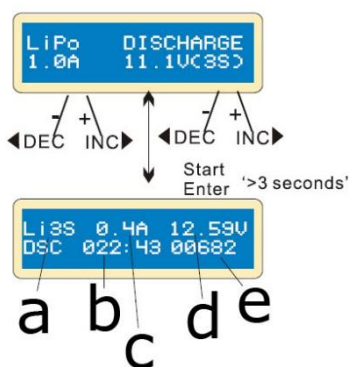 LiPo DISCHARGE
1.0A 11.1V(3S)
- + - +
◀DEC INC▶ ◀DEC INC▶
Start
Enter '>3 seconds'
Li3S 0.4A 12.59V
DSC 022:43 00682
a b c d e